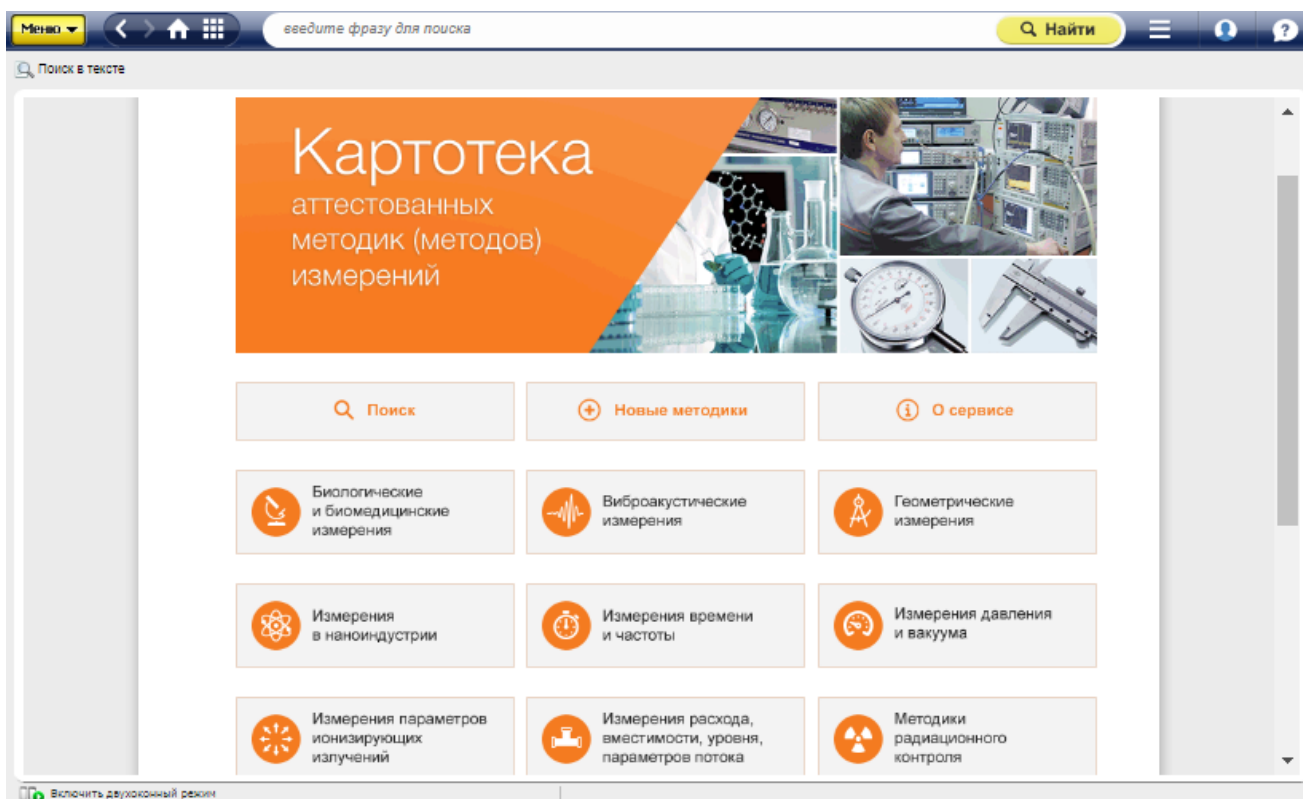 Меню
введите фразу для поиска
Найти
Поиск в тексте
Картотека
аттестованных
методик (методов)
измерений
Поиск
Новые методики
О сервисе
Биологические
и биомедицинские
измерения
Виброакустические
измерения
Геометрические
измерения
Измерения
в наноиндустрии
Измерения времени
и частоты
Измерения давления
и вакуума
Измерения параметров
ионизирующих
излучений
Измерения расхода,
вместимости, уровня,
параметров потока
Методики
радиационного
контроля
Включить двухоконный режим